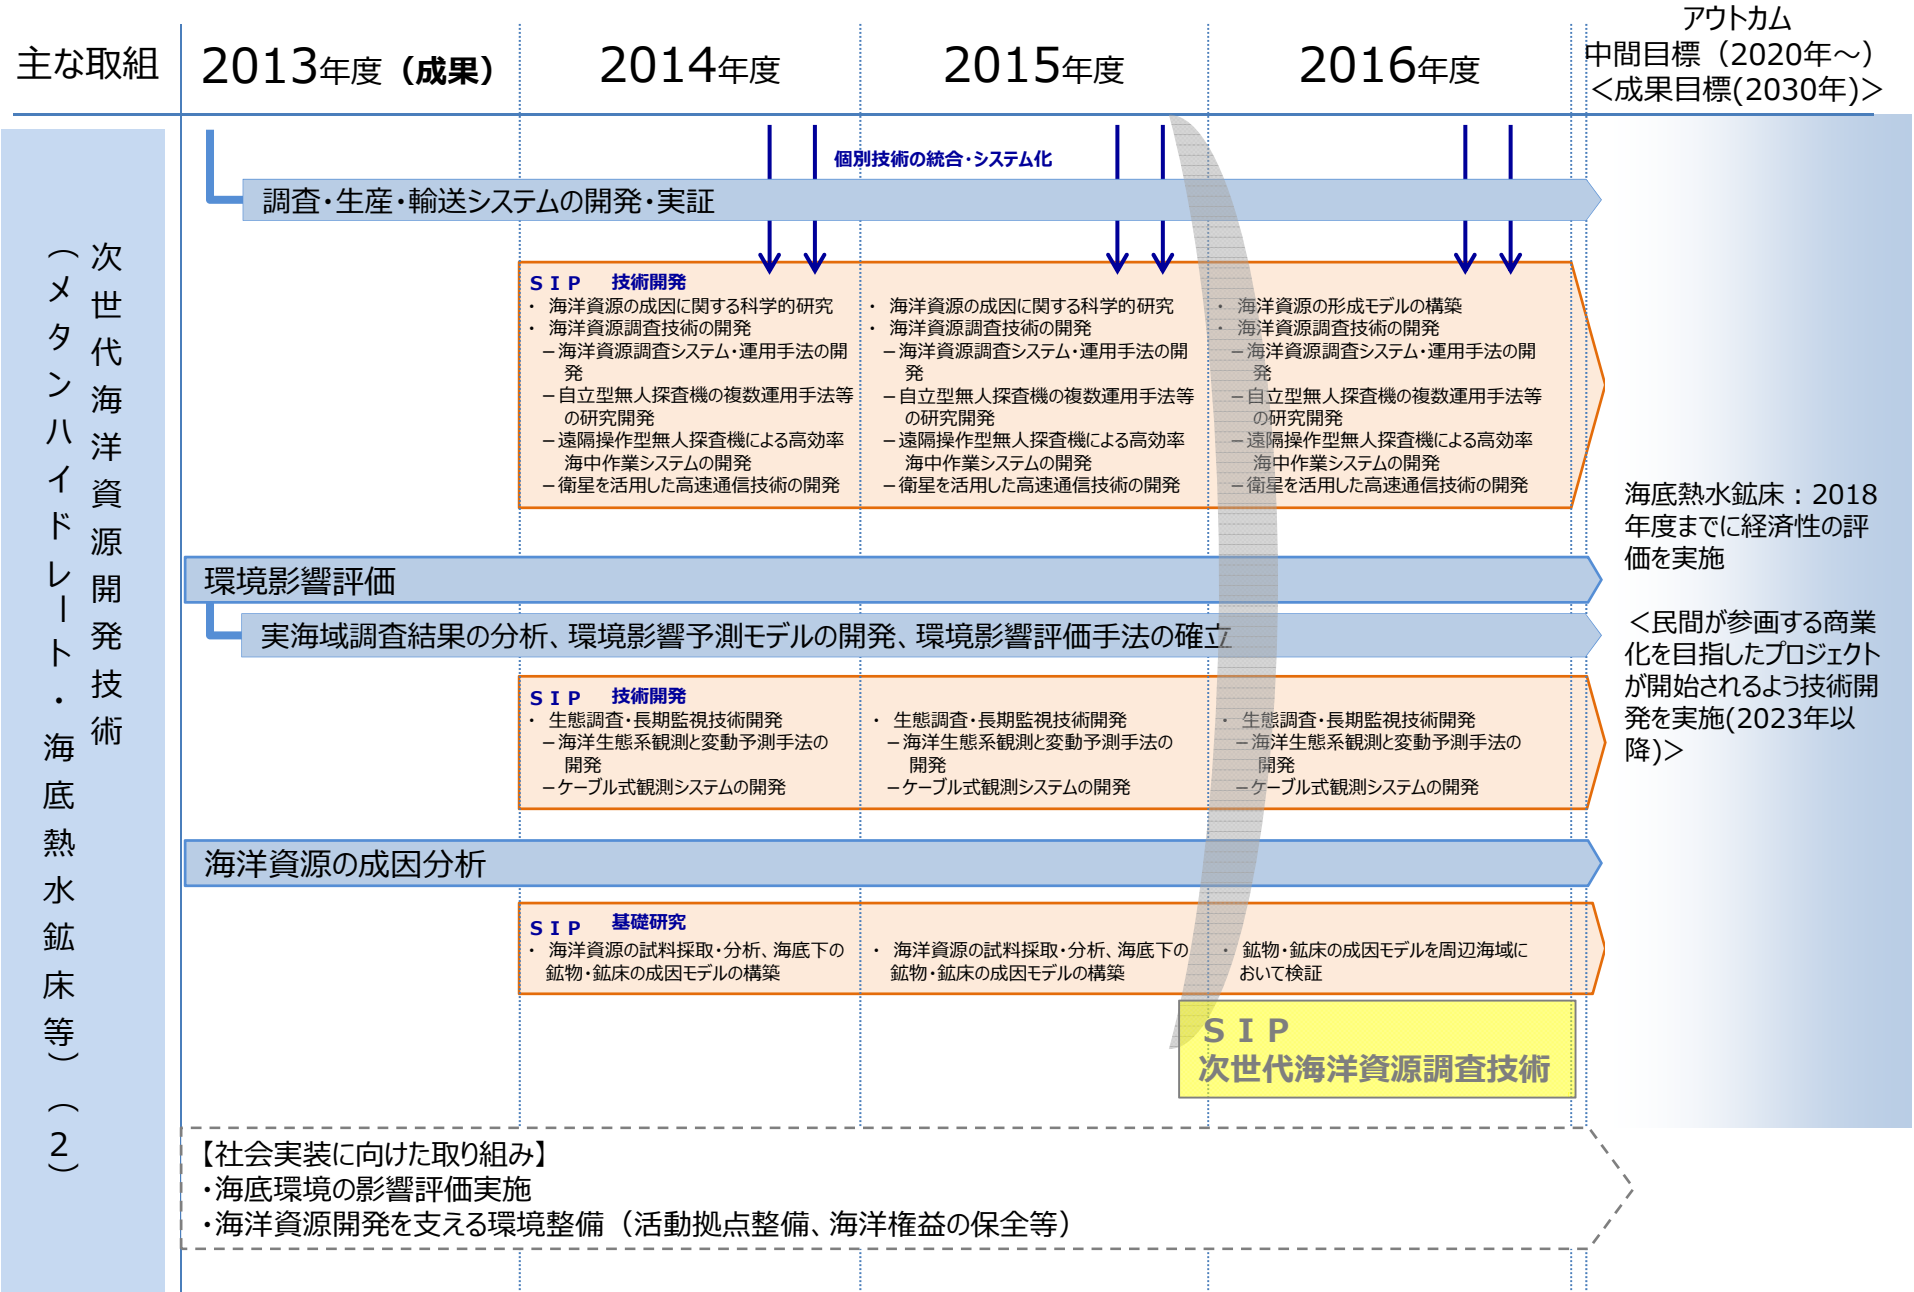 主な取組
2013年度（成果）
2014年度
2015年度
2016年度
アウトカム
中間目標（2020年～）
＜成果目標(2030年)＞
次世代海洋資源開発技術
（メタンハイドレート・海底熱水鉱床等）（2）
個別技術の統合・システム化
調査・生産・輸送システムの開発・実証
ＳＩＰ　技術開発
・ 海洋資源の成因に関する科学的研究
・ 海洋資源調査技術の開発
－海洋資源調査システム・運用手法の開
発
－自立型無人探査機の複数運用手法等
の研究開発
－遠隔操作型無人探査機による高効率
海中作業システムの開発
－衛星を活用した高速通信技術の開発
・ 海洋資源の成因に関する科学的研究
・ 海洋資源調査技術の開発
－海洋資源調査システム・運用手法の開
発
－自立型無人探査機の複数運用手法等
の研究開発
－遠隔操作型無人探査機による高効率
海中作業システムの開発
－衛星を活用した高速通信技術の開発
・ 海洋資源の形成モデルの構築
・ 海洋資源調査技術の開発
－海洋資源調査システム・運用手法の開
発
－自立型無人探査機の複数運用手法等
の研究開発
－遠隔操作型無人探査機による高効率
海中作業システムの開発
－衛星を活用した高速通信技術の開発
環境影響評価
実海域調査結果の分析、環境影響予測モデルの開発、環境影響評価手法の確立
ＳＩＰ　技術開発
・ 生態調査・長期監視技術開発
－海洋生態系観測と変動予測手法の
開発
－ケーブル式観測システムの開発
・ 生態調査・長期監視技術開発
－海洋生態系観測と変動予測手法の
開発
－ケーブル式観測システムの開発
・ 生態調査・長期監視技術開発
－海洋生態系観測と変動予測手法の
開発
－ケーブル式観測システムの開発
海洋資源の成因分析
ＳＩＰ　基礎研究
・ 海洋資源の試料採取・分析、海底下の
鉱物・鉱床の成因モデルの構築
・ 海洋資源の試料採取・分析、海底下の
鉱物・鉱床の成因モデルの構築
・ 鉱物・鉱床の成因モデルを周辺海域に
おいて検証
ＳＩＰ
次世代海洋資源調査技術
海底熱水鉱床：2018
年度までに経済性の評
価を実施
＜民間が参画する商業
化を目指したプロジェクト
が開始されるよう技術開
発を実施(2023年以
降)＞
【社会実装に向けた取り組み】
・海底環境の影響評価実施
・海洋資源開発を支える環境整備（活動拠点整備、海洋権益の保全等）